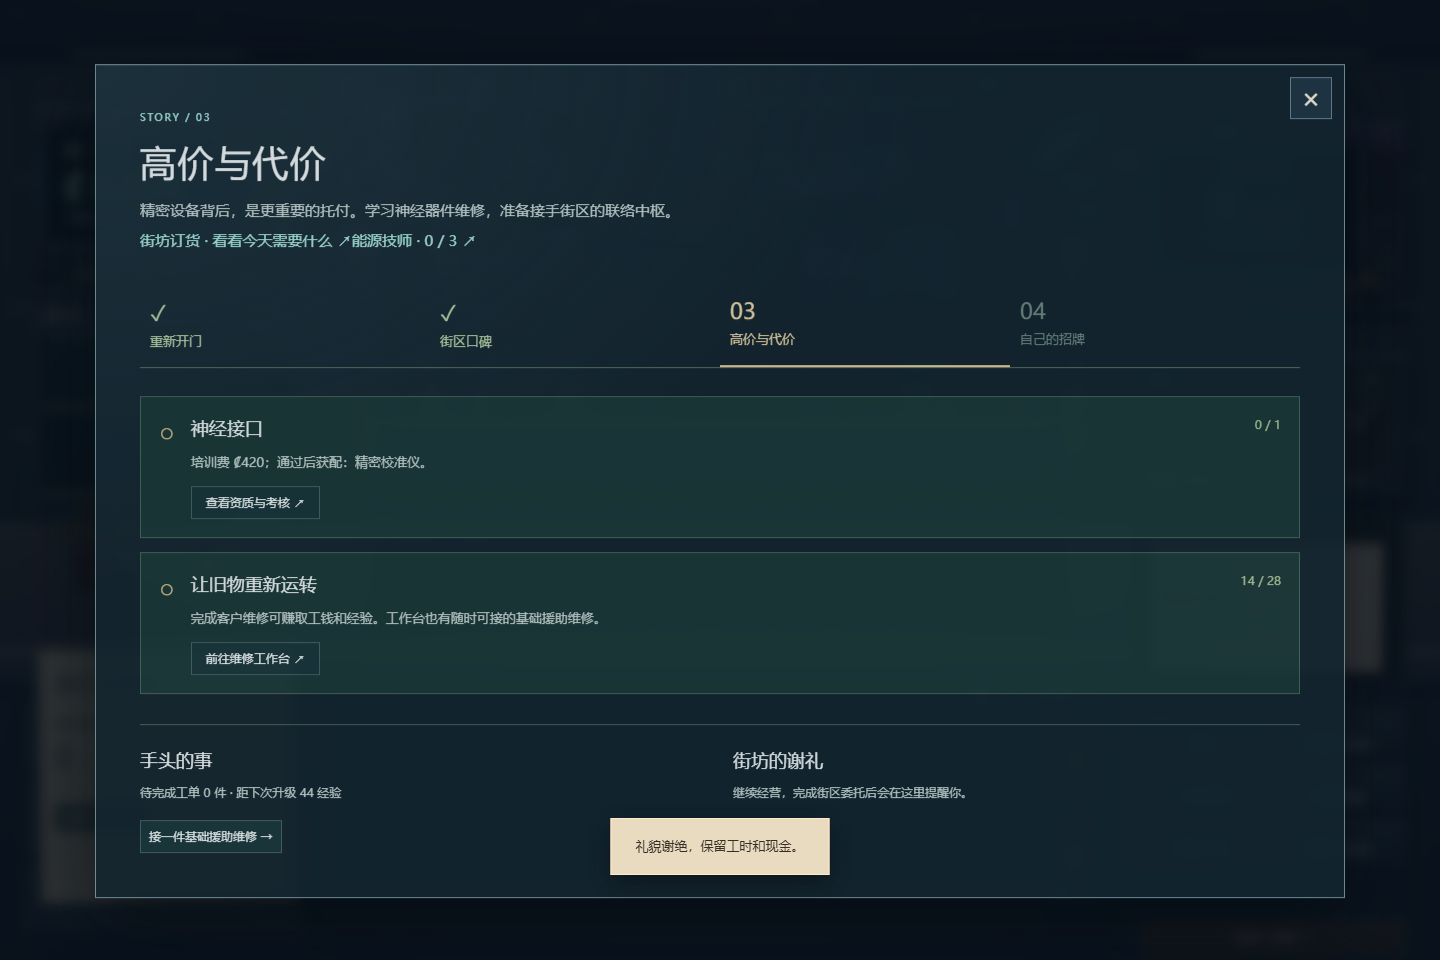 STORY / 03
高价与代价
精密设备背后，是更重要的托付。学习神经器件维修，准备接手街区的联络中枢。
街坊订货 · 看看今天需要什么 ↗能源技师 · 0 / 3 ↗
✓
重新开门
✓
街区口碑
03
高价与代价
04
自己的招牌
神经接口
0 / 1
培训费 ₡420；通过后获配：精密校准仪。
查看资质与考核 ↗
让旧物重新运转
14 / 28
完成客户维修可赚取工钱和经验。工作台也有随时可接的基础援助维修。
前往维修工作台 ↗
手头的事
待完成工单 0 件 · 距下次升级 44 经验
接一件基础援助维修 →
街坊的谢礼
继续经营，完成街区委托后会在这里提醒你。
礼貌谢绝，保留工时和现金。